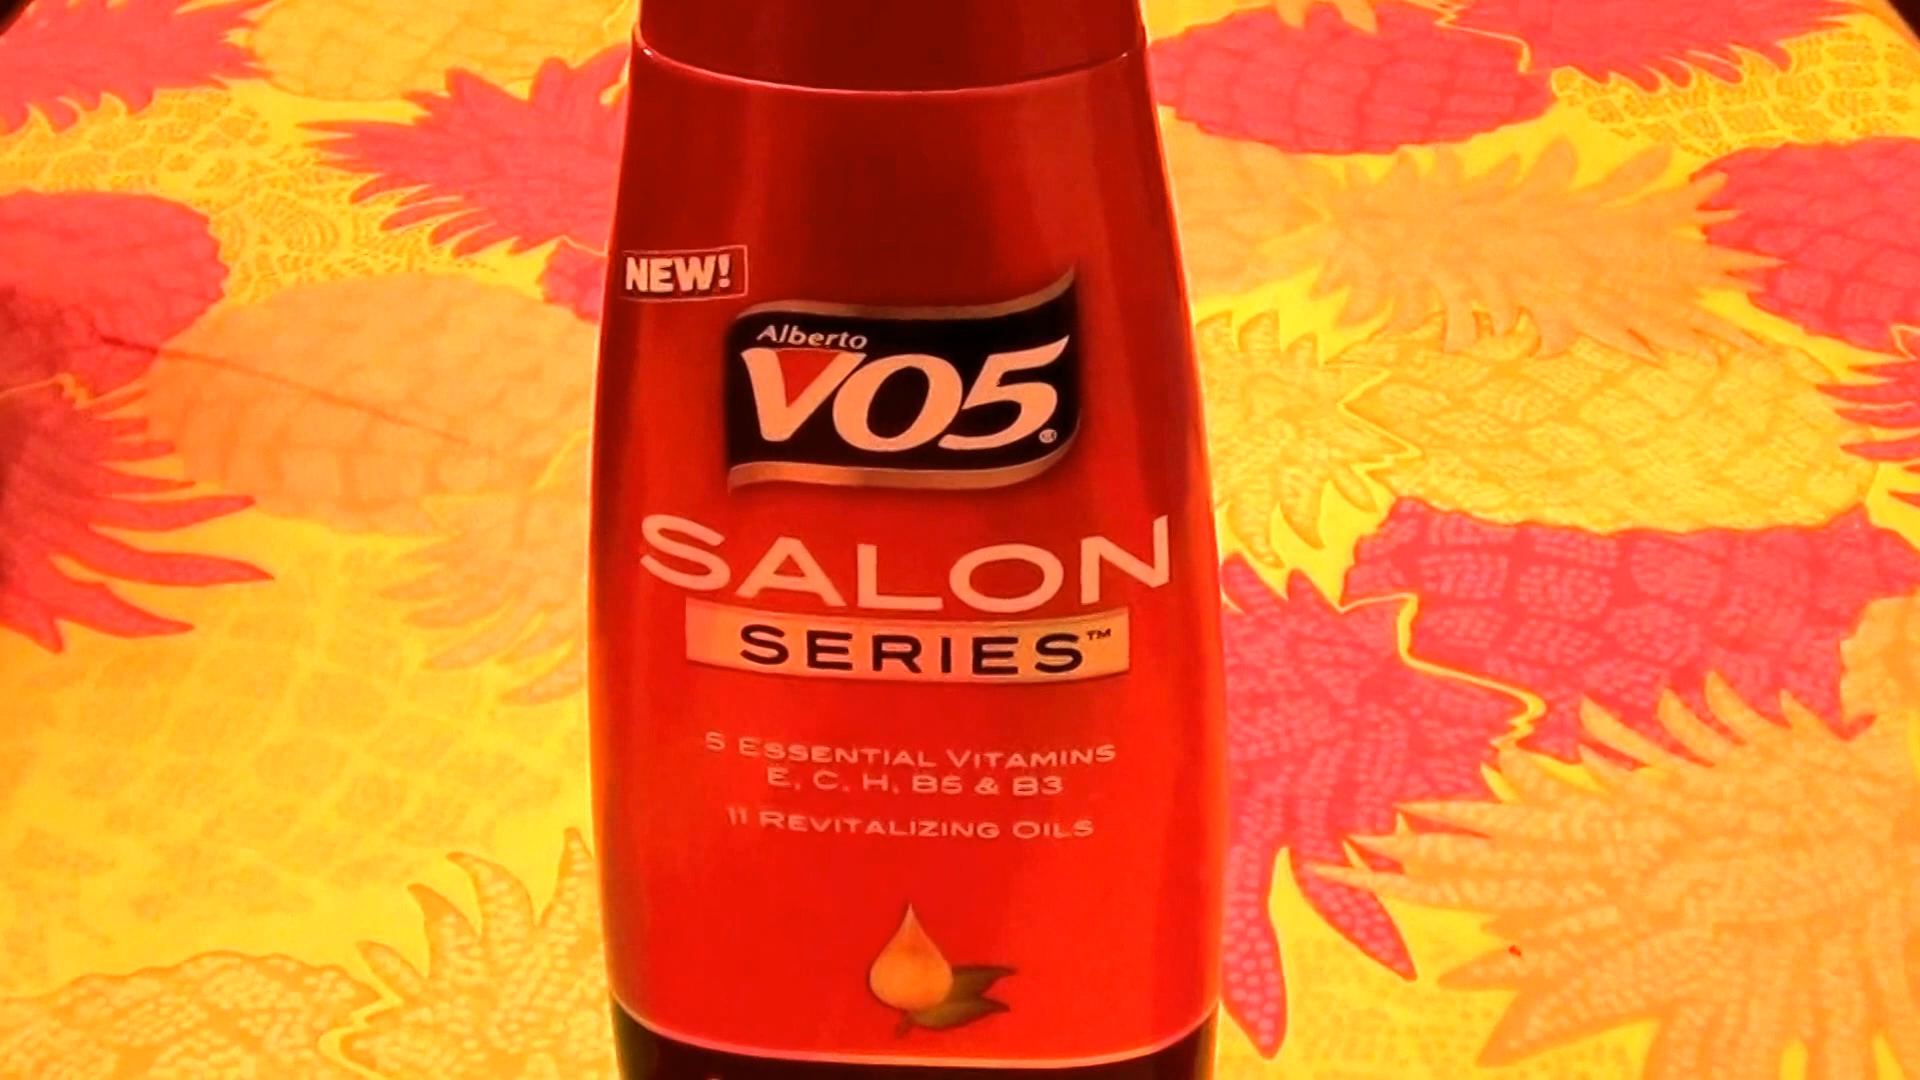 NEW!
Alberto
VO5®
SALON
SERIES™
5 ESSENTIAL VITAMINS
E, C, H, B5 & B3
11 REVITALIZING OILS